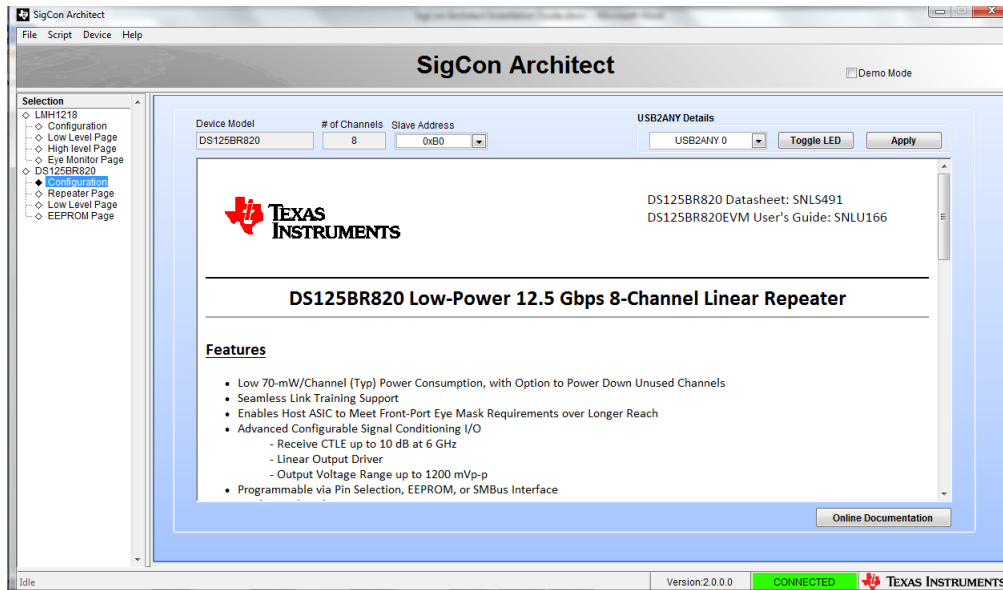 SigCon Architect
File Script Device Help
SigCon Architect
Demo Mode
Selection
LMH1218
Configuration
Low Level Page
High level Page
Eye Monitor Page
DS125BR820
Configuration
Repeater Page
Low Level Page
EEPROM Page
Device Model # of Channels Slave Address
DS125BR820 8 0xB0
USB2ANY Details
USB2ANY 0 Toggle LED Apply
TEXAS
INSTRUMENTS
DS125BR820 Datasheet: SNLS491
DS125BR820EVM User's Guide: SNLU166
DS125BR820 Low-Power 12.5 Gbps 8-Channel Linear Repeater
Features
• Low 70-mW/Channel (Typ) Power Consumption, with Option to Power Down Unused Channels
• Seamless Link Training Support
• Enables Host ASIC to Meet Front-Port Eye Mask Requirements over Longer Reach
• Advanced Configurable Signal Conditioning I/O
- Receive CTLE up to 10 dB at 6 GHz
- Linear Output Driver
- Output Voltage Range up to 1200 mVp-p
• Programmable via Pin Selection, EEPROM, or SMBus Interface
Online Documentation
Idle
Version:2.0.0.0 CONNECTED TEXAS INSTRUMENTS